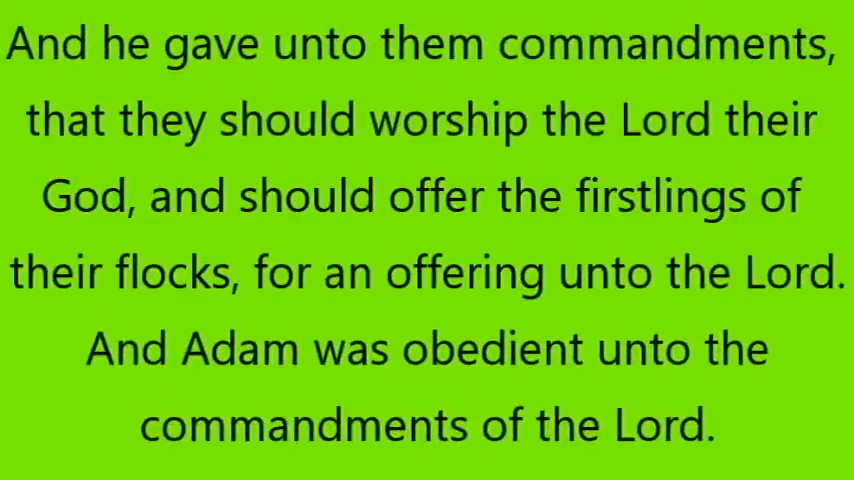 And he gave unto them commandments,
that they should worship the Lord their
God, and should offer the firstlings of
their flocks, for an offering unto the Lord.
And Adam was obedient unto the
commandments of the Lord.